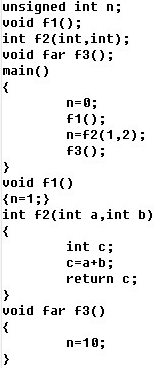 unsigned int n;
void f1();
int f2(int,int);
void far f3();
main()
{
        n=0;
        f1();
        n=f2(1,2);
        f3();
}
void f1()
{n=1;}
int f2(int a,int b)
{
        int c;
        c=a+b;
        return c;
}
void far f3()
{
        n=10;
}